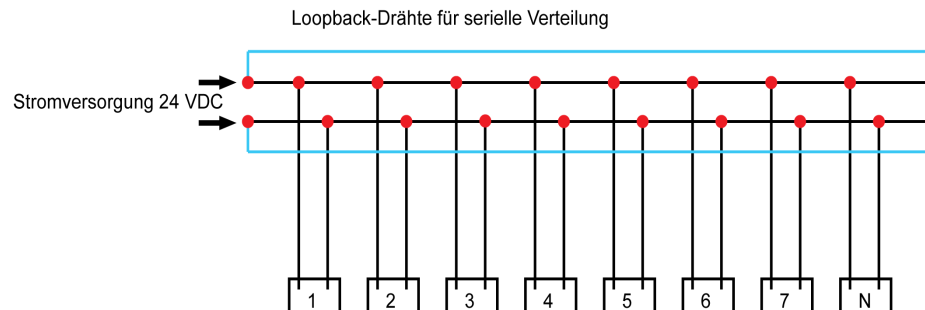 Loopback-Drähte für serielle Verteilung
Stromversorgung 24 VDC
1 2 3 4 5 6 7 N